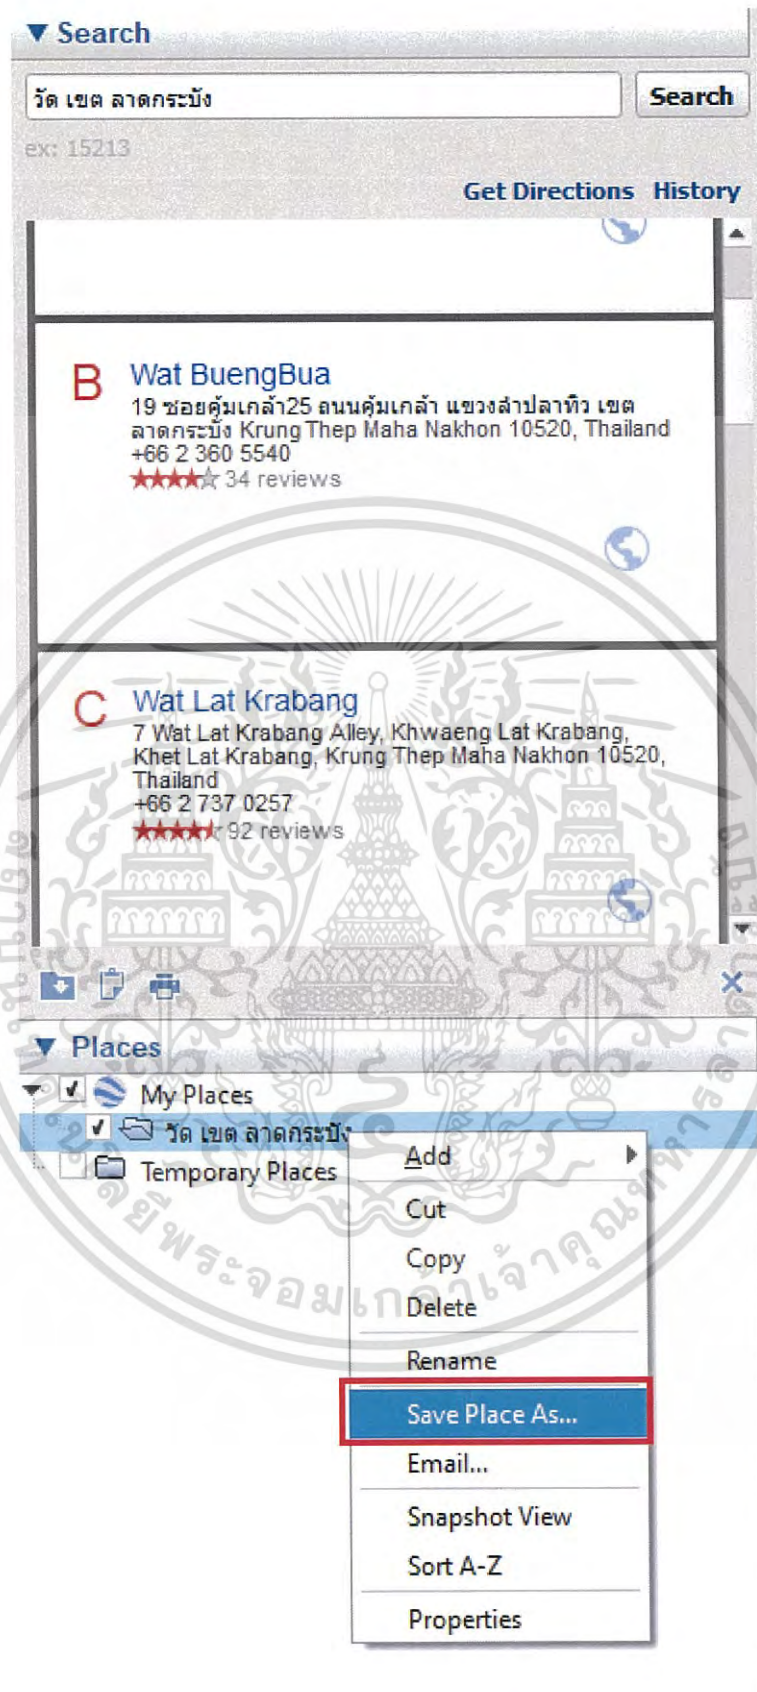 Search
วัด เขต ลาดกระบัง
Search
ex: 15213
Get Directions History
B Wat BuengBua
19 ซอยคุ้มเกล้า25 ถนนคุ้มเกล้า แขวงลำปลาทิว เขต
ลาดกระบัง Krung Thep Maha Nakhon 10520, Thailand
+66 2 360 5540
34 reviews
C Wat Lat Krabang
7 Wat Lat Krabang Alley, Khwaeng Lat Krabang,
Khet Lat Krabang, Krung Thep Maha Nakhon 10520,
Thailand
+66 2 737 0257
92 reviews
Places
My Places
วัด เขต ลาดกระบัง
Temporary Places
Add
Cut
Copy
Delete
Rename
Save Place As...
Email...
Snapshot View
Sort A-Z
Properties